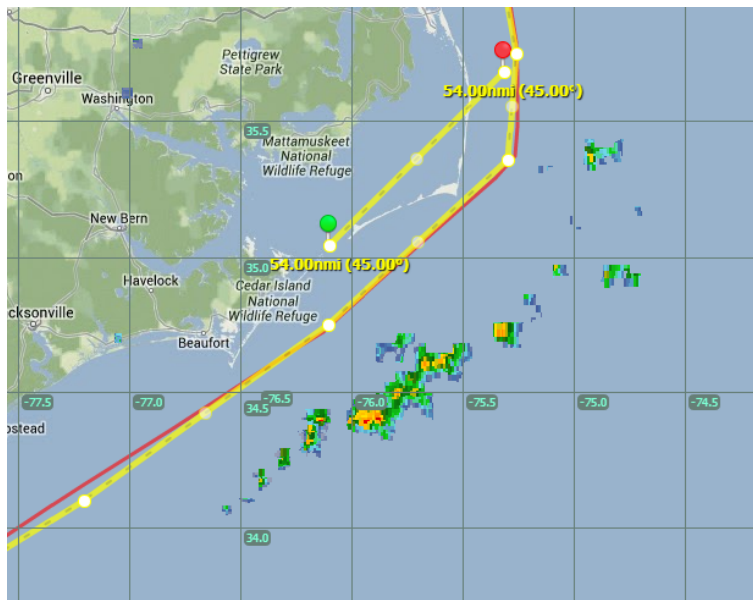 Pettigrew
State Park
Greenville
Washington
54.00nmi (45.00°)
35.5
Mattamuskeet
National
Wildlife Refuge
on
New Bern
35.0
54.00nmi (45.00°)
Havelock
Cedar Island
National
Wildlife Refuge
cksonville
Beaufort
-77.5
-77.0
-76.5
-76.0
-75.5
-75.0
-74.5
34.5
ostead
34.0